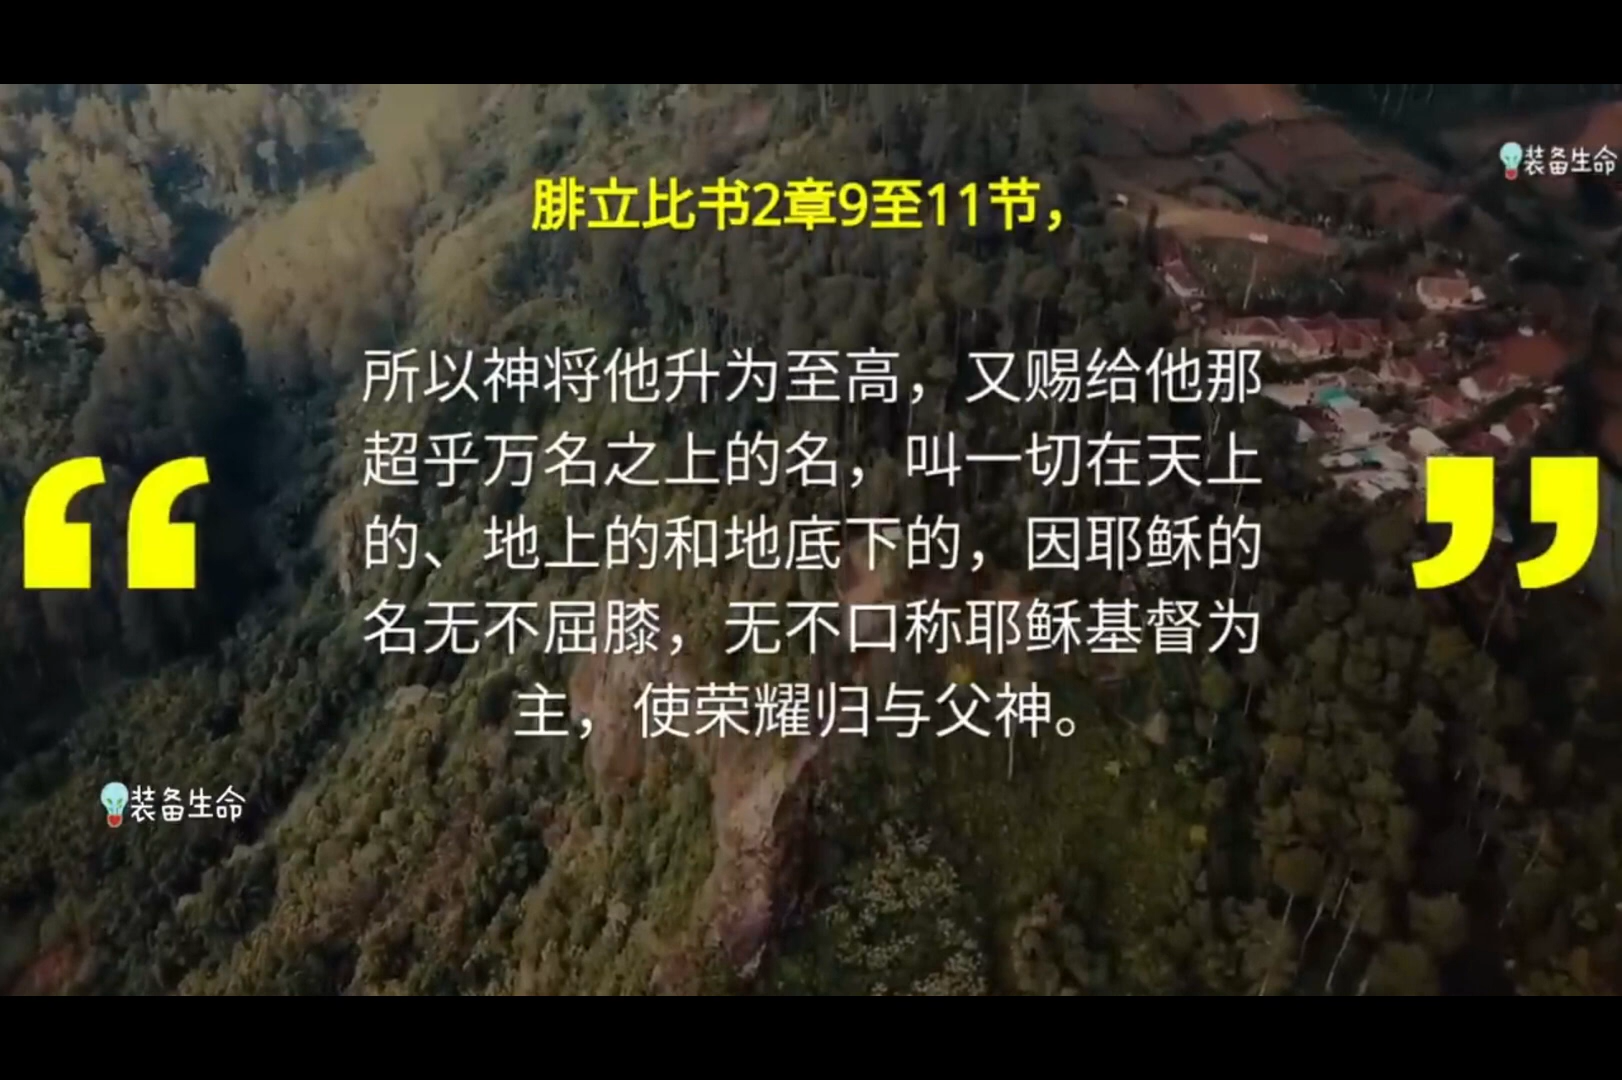 装备生命
腓立比书2章9至11节，
所以神将他升为至高，又赐给他那
超乎万名之上的名，叫一切在天上
的、地上的和地底下的，因耶稣的
名无不屈膝，无不口称耶稣基督为
主，使荣耀归与父神。
装备生命